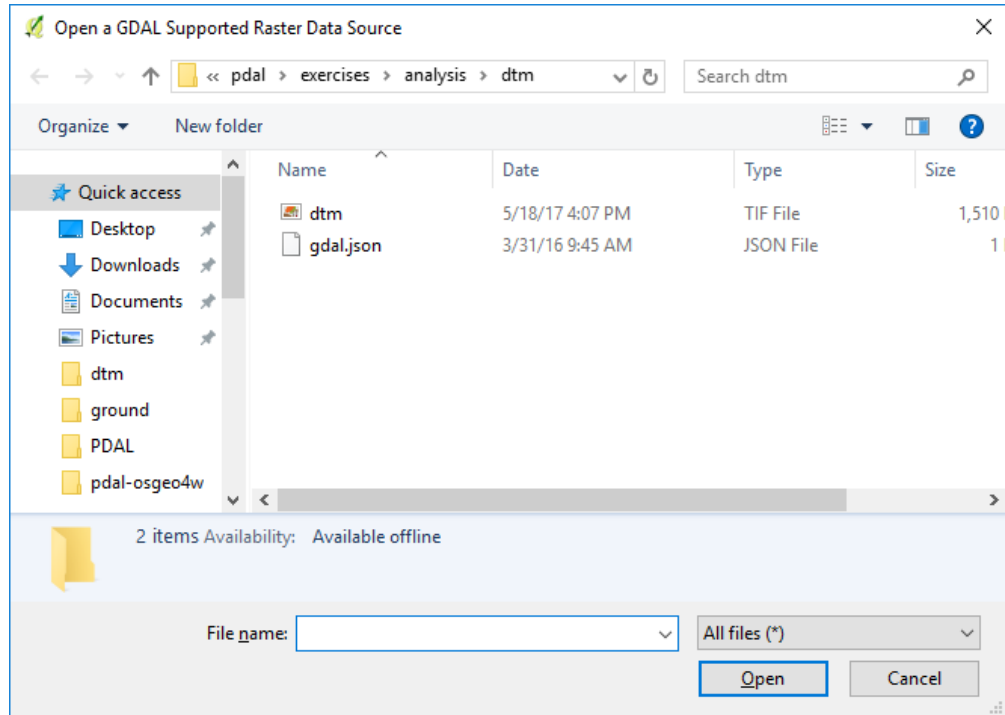 Open a GDAL Supported Raster Data Source
« pdal > exercises > analysis > dtm Search dtm
Organize New folder
Name Date Type Size
Quick access
Desktop
Downloads
Documents
Pictures
dtm
ground
PDAL
pdal-osgeo4w
dtm 5/18/17 4:07 PM TIF File 1,510
gdal.json 3/31/16 9:45 AM JSON File 1
2 items Availability: Available offline
File name: All files (*)
Open Cancel